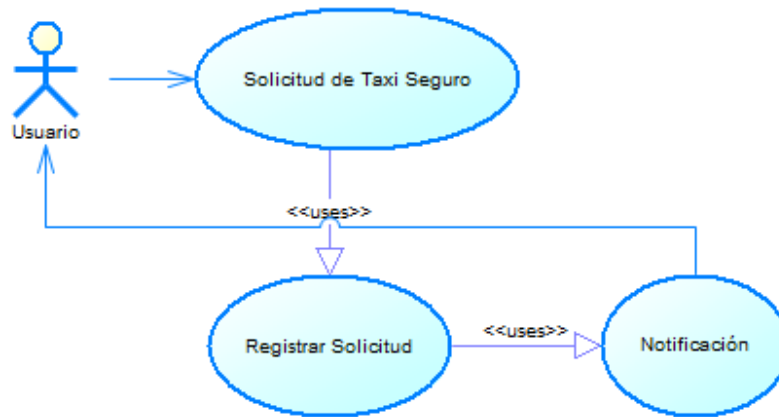 Solicitud de Taxi Seguro
Usuario
<<uses>>
Registrar Solicitud
<<uses>>
Notificación